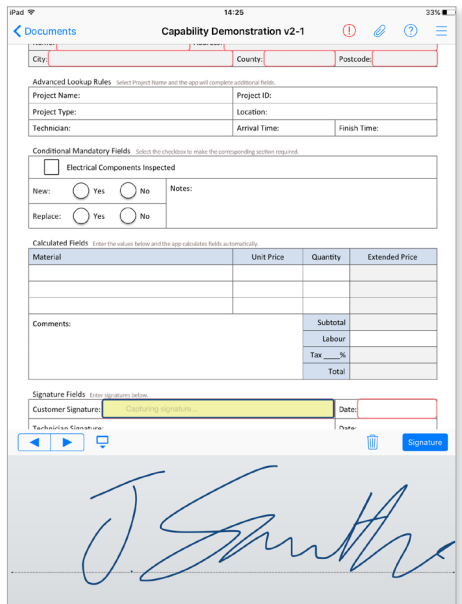 iPad 14:25 33%
Documents Capability Demonstration v2-1
City: County: Postcode:
Advanced Lookup Rules Select Project Name and the app will complete additional fields.
Project Name: Project ID:
Project Type: Location:
Technician: Arrival Time: Finish Time:
Conditional Mandatory Fields Select the checkbox to make the corresponding section required.
Electrical Components Inspected
New: Yes No Notes:
Replace: Yes No
Calculated Fields Enter the values below and the app calculates fields automatically.
Material Unit Price Quantity Extended Price
Comments: Subtotal
Labour
Tax ____%
Total
Signature Fields Enter signatures below.
Customer Signature: Capturing signature... Date:
Technician Signature: Date:
Signature
J Smith